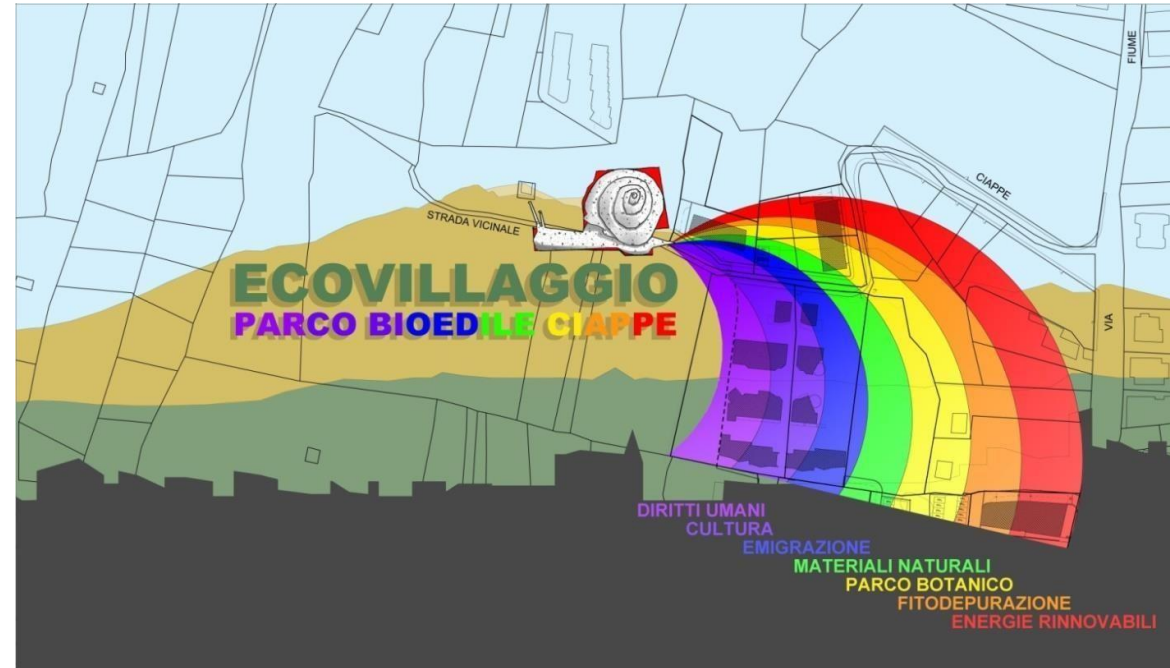 FIUME
CIAPPE
STRADA VICINALE
ECOVILLAGGIO
PARCO BIOEDILE CIAPPE
VIA
DIRITTI UMANI
CULTURA
EMIGRAZIONE
MATERIALI NATURALI
PARCO BOTANICO
FITODEPURAZIONE
ENERGIE RINNOVABILI